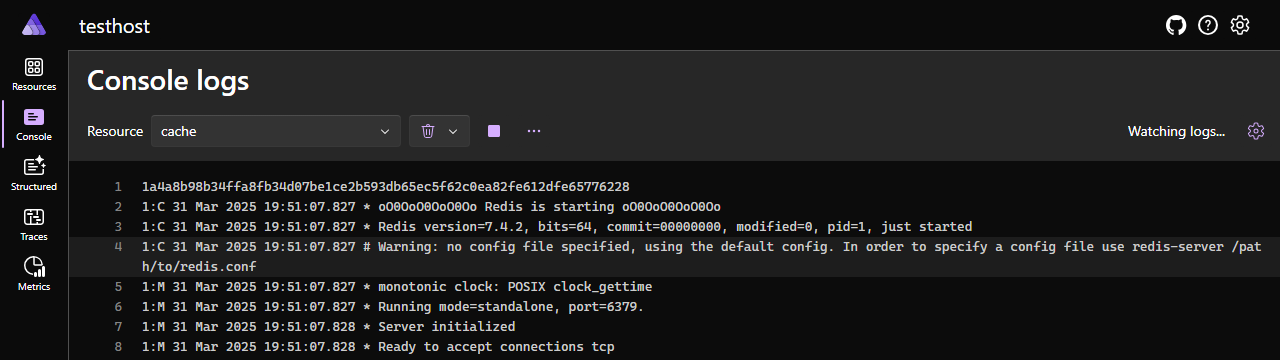 testhost
Resources
Console
Structured
Traces
Metrics
Console logs
Resource cache Watching logs...
1 1a4a8b98b34ffa8fb34d07be1ce2b593db65ec5f62c0ea82fe612dfe65776228
2 1:C 31 Mar 2025 19:51:07.827 * oO0OoO0OoO0Oo Redis is starting oO0OoO0OoO0Oo
3 1:C 31 Mar 2025 19:51:07.827 * Redis version=7.4.2, bits=64, commit=00000000, modified=0, pid=1, just started
4 1:C 31 Mar 2025 19:51:07.827 # Warning: no config file specified, using the default config. In order to specify a config file use redis-server /pat
h/to/redis.conf
5 1:M 31 Mar 2025 19:51:07.827 * monotonic clock: POSIX clock_gettime
6 1:M 31 Mar 2025 19:51:07.827 * Running mode=standalone, port=6379.
7 1:M 31 Mar 2025 19:51:07.828 * Server initialized
8 1:M 31 Mar 2025 19:51:07.828 * Ready to accept connections tcp